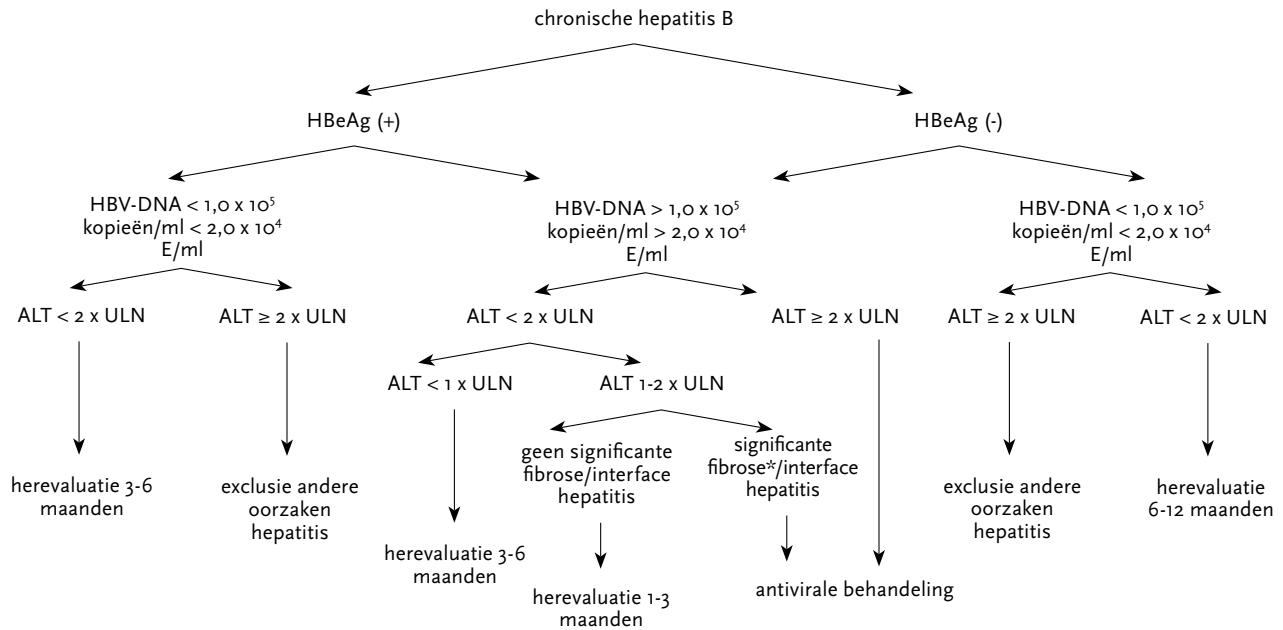 chronische hepatitis B
HBeAg (+)
HBeAg (-)
HBV-DNA < 1,0 x 10⁵
kopieën/ml < 2,0 x 10⁴
E/ml
HBV-DNA > 1,0 x 10⁵
kopieën/ml > 2,0 x 10⁴
E/ml
HBV-DNA < 1,0 x 10⁵
kopieën/ml < 2,0 x 10⁴
E/ml
ALT < 2 x ULN
ALT ≥ 2 x ULN
ALT < 2 x ULN
ALT ≥ 2 x ULN
ALT ≥ 2 x ULN
ALT < 2 x ULN
ALT < 1 x ULN
ALT 1-2 x ULN
geen significante
fibrose/interface
hepatitis
significante
fibrose*/interface
hepatitis
herevaluatie 3-6
maanden
exclusie andere
oorzaken
hepatitis
exclusie andere
oorzaken
hepatitis
herevaluatie
6-12 maanden
herevaluatie 3-6
maanden
herevaluatie 1-3
maanden
antivirale behandeling